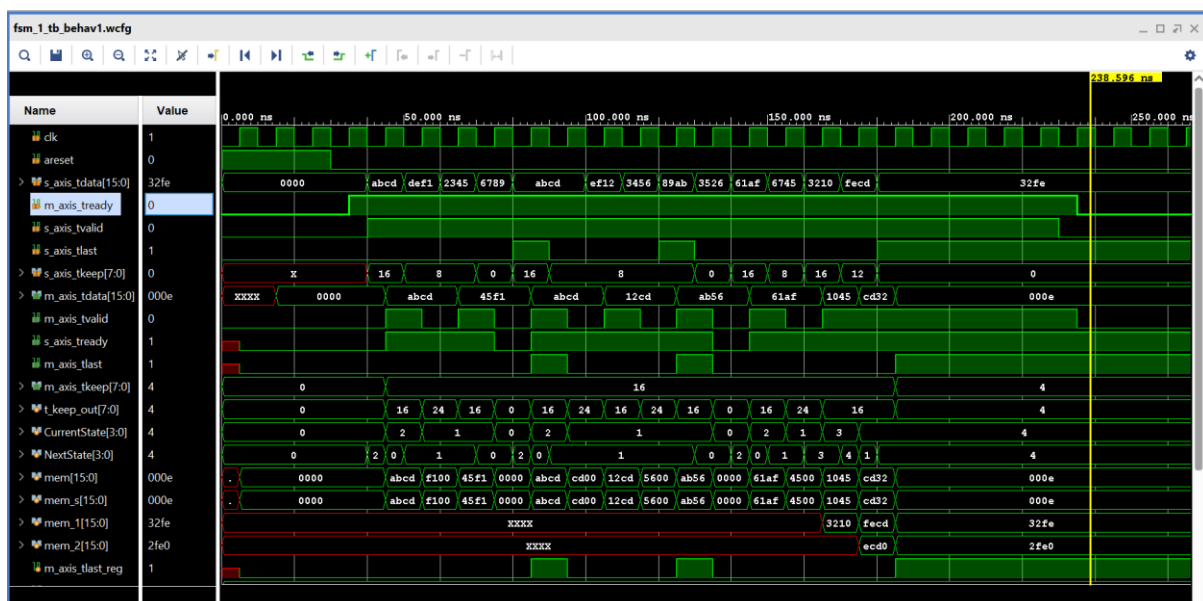 fsm_1_tb_behav1.wcfg
238.596 ns
Name Value
0.000 ns 50.000 ns 100.000 ns 150.000 ns 200.000 ns 250.000 ns
clk 1
areset 0
s_axis_tdata[15:0] 32fe 0000 abcd def1 2345 6789 abcd ef12 3456 89ab 3526 61af 6745 3210 fecd 32fe
m_axis_tready 0
s_axis_tvalid 0
s_axis_tlast 1
s_axis_tkeep[7:0] 0 X 16 8 0 16 8 0 16 8 16 12 0
m_axis_tdata[15:0] 000e XXXX 0000 abcd 45f1 abcd 12cd ab56 61af 1045 cd32 000e
m_axis_tvalid 0
s_axis_tready 1
m_axis_tlast 1
m_axis_tkeep[7:0] 4 0 16 4
t_keep_out[7:0] 4 0 16 24 16 0 16 24 16 24 16 0 16 24 16 4
CurrentState[3:0] 4 0 2 1 0 2 1 0 2 1 3 4
NextState[3:0] 4 0 2 0 1 0 2 0 1 0 2 0 1 3 4 1 4
mem[15:0] 000e . 0000 abcd f100 45f1 0000 abcd cd00 12cd 5600 ab56 0000 61af 4500 1045 cd32 000e
mem_s[15:0] 000e . 0000 abcd f100 45f1 0000 abcd cd00 12cd 5600 ab56 0000 61af 4500 1045 cd32 000e
mem_1[15:0] 32fe XXXX 3210 fecd 32fe
mem_2[15:0] 2fe0 XXXX ecd0 2fe0
m_axis_tlast_reg 1